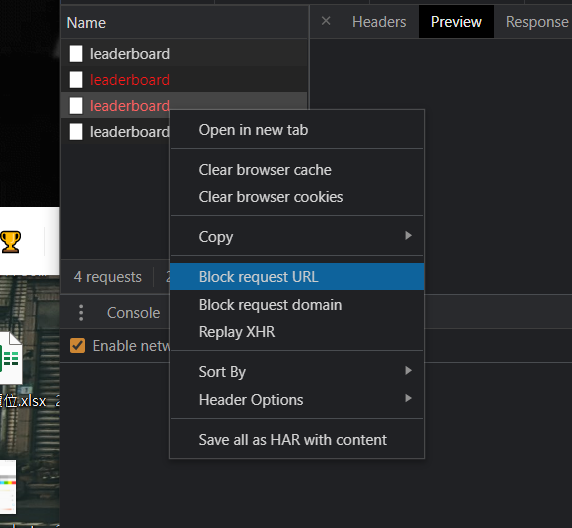 Name
Headers
Preview
Response
leaderboard
leaderboard
leaderboard
leaderboard
Open in new tab
Clear browser cache
Clear browser cookies
Copy
Block request URL
Block request domain
Replay XHR
Sort By
Header Options
Save all as HAR with content
4 requests
Console
Enable netw
位.xlsx